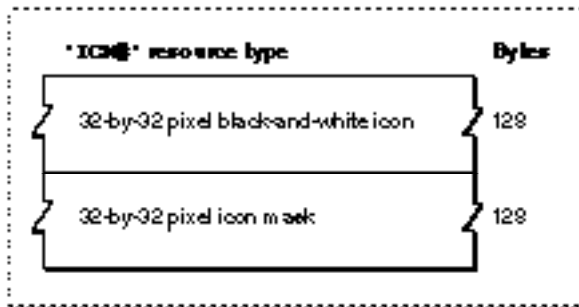 'ICN#' resource type Bytes
32-by-32 pixel black-and-white icon 128
32-by-32 pixel icon mask 128